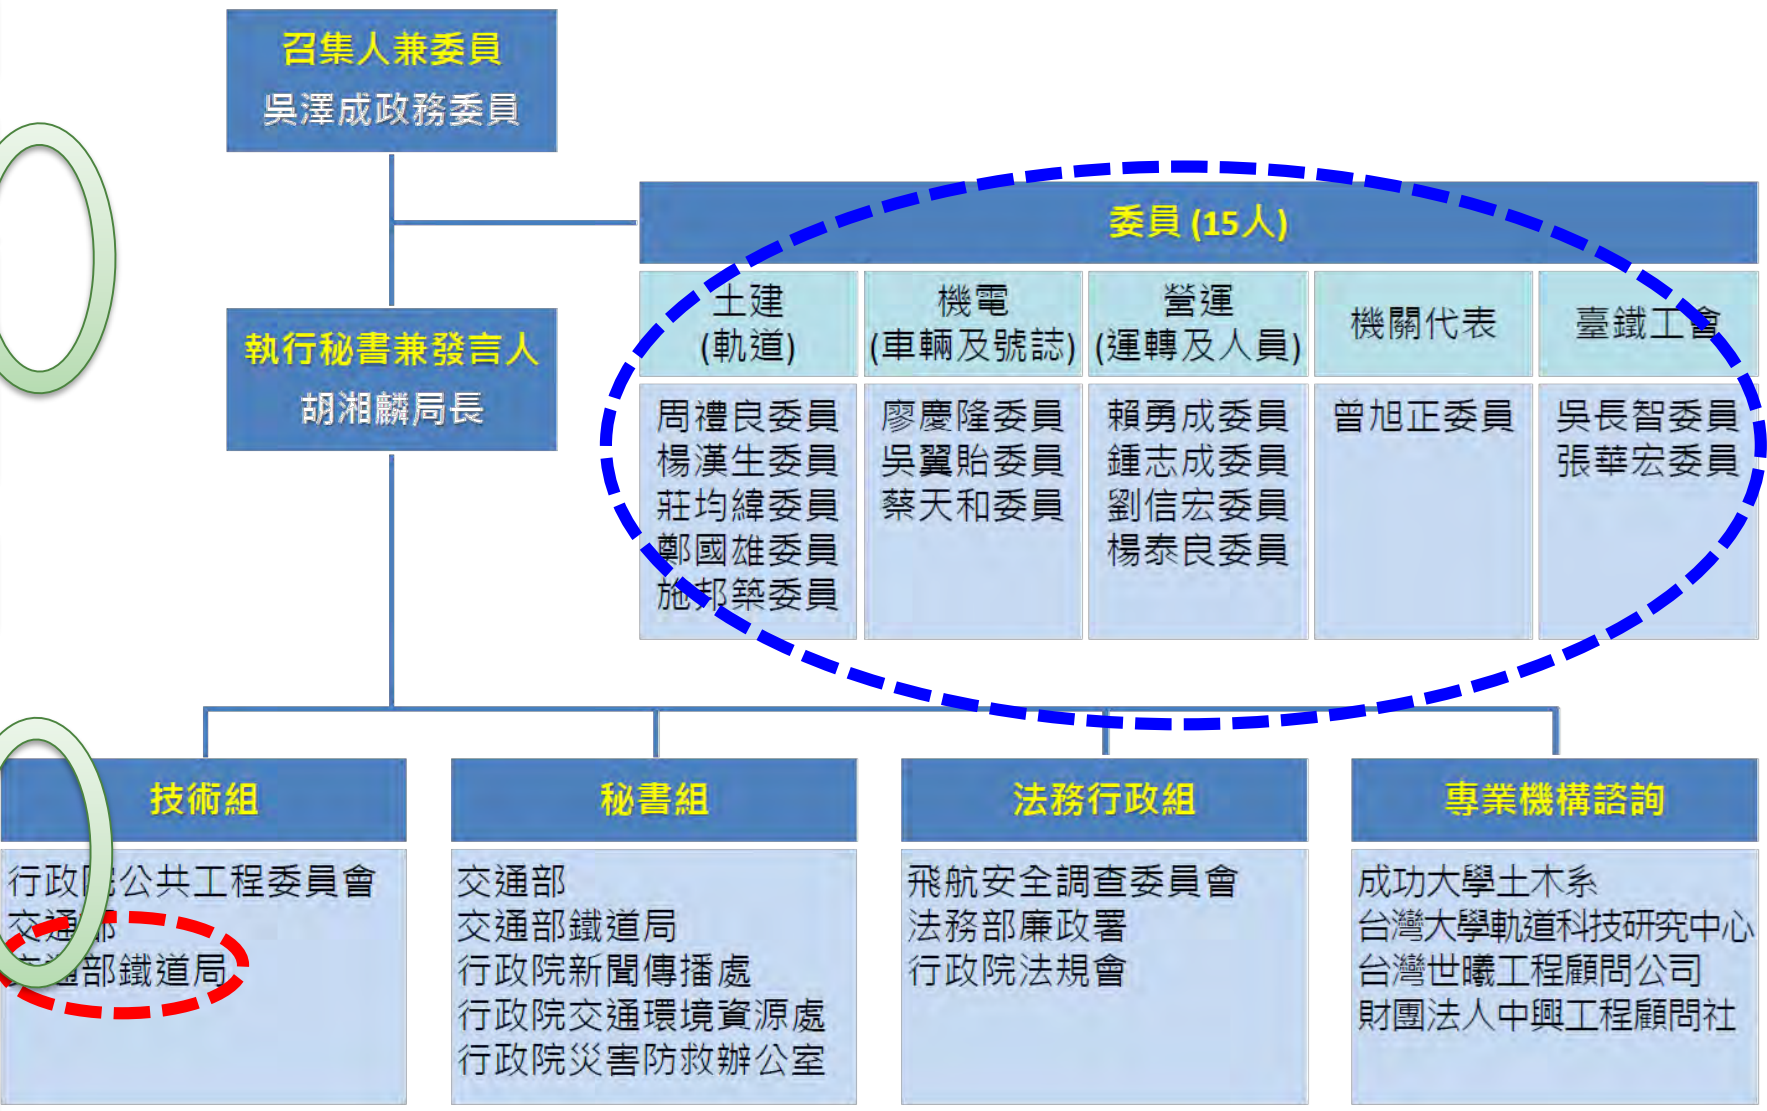 召集人兼委員
吳澤成政務委員
委員 (15人)
土建
(軌道)
機電
(車輛及號誌)
營運
(運轉及人員)
機關代表
臺鐵工會
執行秘書兼發言人
胡湘麟局長
周禮良委員
楊漢生委員
莊均緯委員
鄭國雄委員
施邦築委員
廖慶隆委員
吳翼貽委員
蔡天和委員
賴勇成委員
鍾志成委員
劉信宏委員
楊泰良委員
曾旭正委員
吳長智委員
張華宏委員
技術組
行政院公共工程委員會
交通部
交通部鐵道局
秘書組
交通部
交通部鐵道局
行政院新聞傳播處
行政院交通環境資源處
行政院災害防救辦公室
法務行政組
飛航安全調查委員會
法務部廉政署
行政院法規會
專業機構諮詢
成功大學土木系
台灣大學軌道科技研究中心
台灣世曦工程顧問公司
財團法人中興工程顧問社